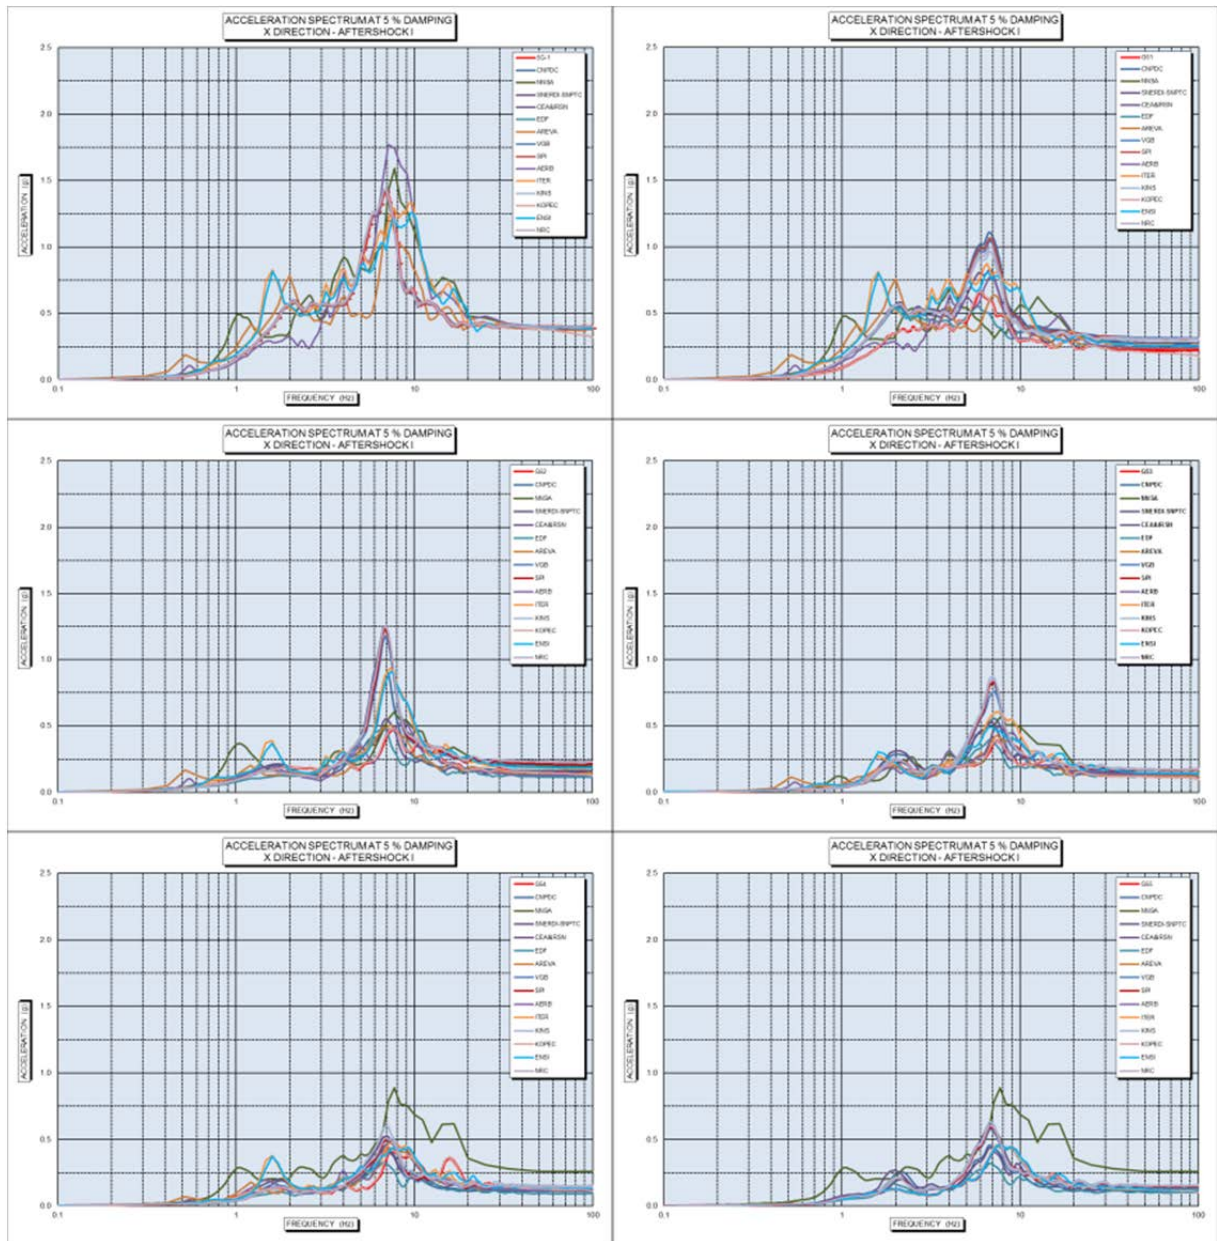 ACCELERATION SPECTRUM AT 5 % DAMPING
X DIRECTION - AFTERSHOCK I
2.5
2.0
1.5
1.0
0.5
0.0
ACCELERATION (g)
0.1
1
10
100
FREQUENCY (Hz)
SG-1
CNPDC
NNSA
SNERDI-SNPTC
CEA&IRSN
EDF
AREVA
VGB
SPI
AERB
ITER
KINS
KOPEC
ENSI
NRC
ACCELERATION SPECTRUM AT 5 % DAMPING
X DIRECTION - AFTERSHOCK I
2.5
2.0
1.5
1.0
0.5
0.0
ACCELERATION (g)
0.1
1
10
100
FREQUENCY (Hz)
GS1
CNPDC
NNSA
SNERDI-SNPTC
CEA&IRSN
EDF
AREVA
VGB
SPI
AERB
ITER
KINS
KOPEC
ENSI
NRC
ACCELERATION SPECTRUM AT 5 % DAMPING
X DIRECTION - AFTERSHOCK I
2.5
2.0
1.5
1.0
0.5
0.0
ACCELERATION (g)
0.1
1
10
100
FREQUENCY (Hz)
GS2
CNPDC
NNSA
SNERDI-SNPTC
CEA&IRSN
EDF
AREVA
VGB
SPI
AERB
ITER
KINS
KOPEC
ENSI
NRC
ACCELERATION SPECTRUM AT 5 % DAMPING
X DIRECTION - AFTERSHOCK I
2.5
2.0
1.5
1.0
0.5
0.0
ACCELERATION (g)
0.1
1
10
100
FREQUENCY (Hz)
GS3
CNPDC
NNSA
SNERDI-SNPTC
CEA&IRSN
EDF
AREVA
VGB
SPI
AERB
ITER
KINS
KOPEC
ENSI
NRC
ACCELERATION SPECTRUM AT 5 % DAMPING
X DIRECTION - AFTERSHOCK I
2.5
2.0
1.5
1.0
0.5
0.0
ACCELERATION (g)
0.1
1
10
100
FREQUENCY (Hz)
GS4
CNPDC
NNSA
SNERDI-SNPTC
CEA&IRSN
EDF
AREVA
VGB
SPI
AERB
ITER
KINS
KOPEC
ENSI
NRC
ACCELERATION SPECTRUM AT 5 % DAMPING
X DIRECTION - AFTERSHOCK I
2.5
2.0
1.5
1.0
0.5
0.0
ACCELERATION (g)
0.1
1
10
100
FREQUENCY (Hz)
GS5
CNPDC
NNSA
SNERDI-SNPTC
CEA&IRSN
EDF
AREVA
VGB
SPI
AERB
ITER
KINS
KOPEC
ENSI
NRC